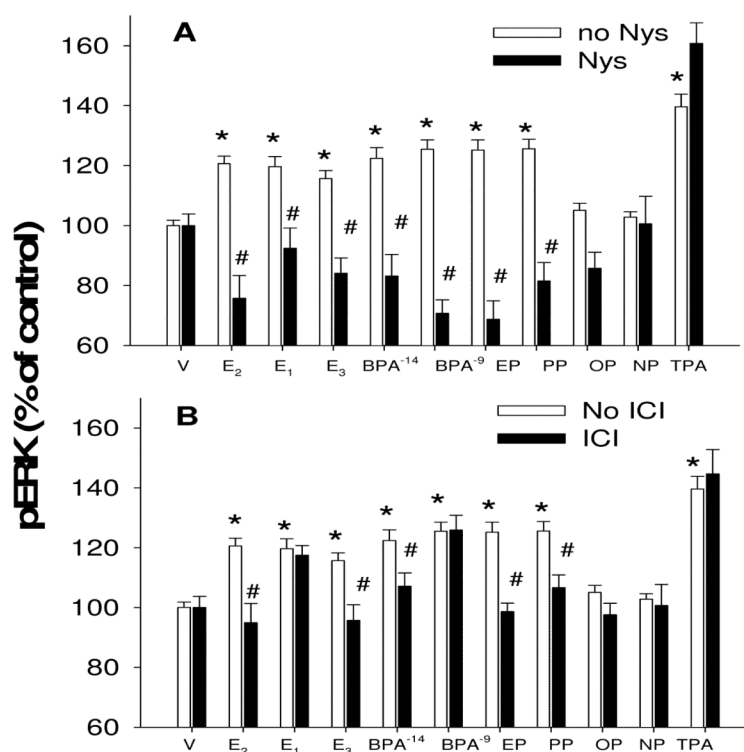 A
no Nys
Nys
160
140
120
100
80
60
* * * * * * * *
# # # # # # #
V E₂ E₁ E₃ BPA⁻¹⁴ BPA⁻⁹ EP PP OP NP TPA
pERK (% of control)
B
No ICI
ICI
160
140
120
100
80
60
* * * * * * * *
# # # # #
V E₂ E₁ E₃ BPA⁻¹⁴ BPA⁻⁹ EP PP OP NP TPA